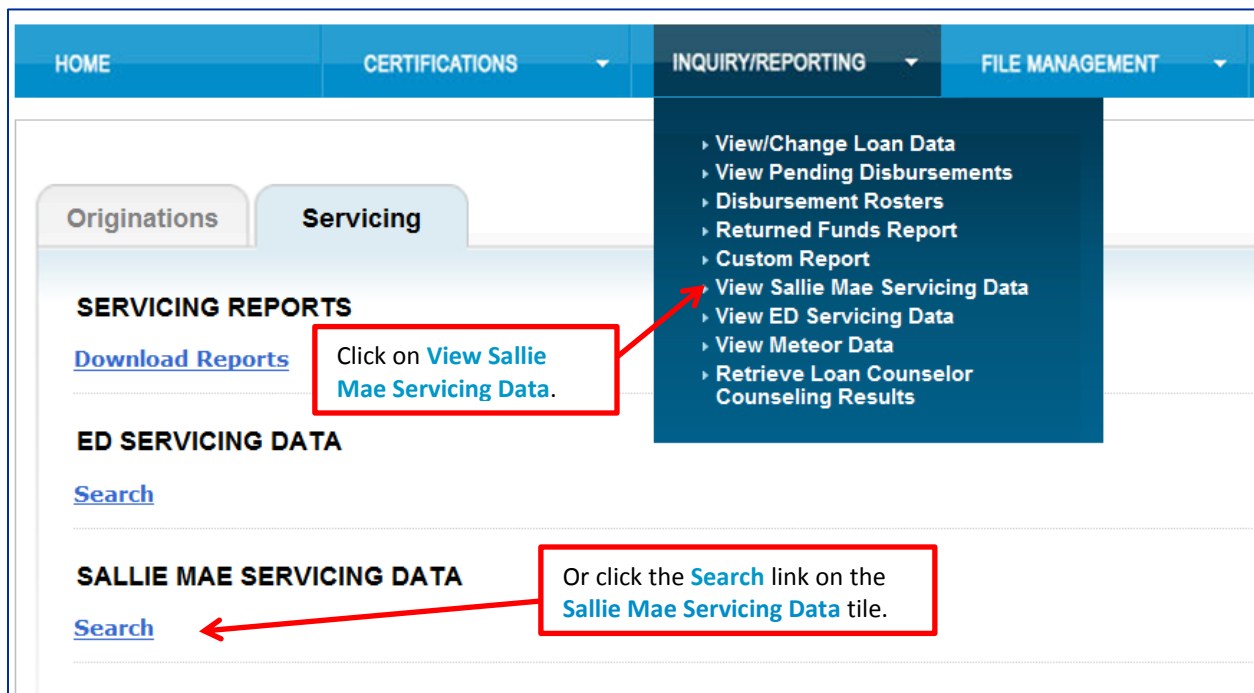 HOME CERTIFICATIONS INQUIRY/REPORTING FILE MANAGEMENT
View/Change Loan Data
View Pending Disbursements
Disbursement Rosters
Returned Funds Report
Custom Report
View Sallie Mae Servicing Data
View ED Servicing Data
View Meteor Data
Retrieve Loan Counselor
Counseling Results
Originations Servicing
SERVICING REPORTS
Download Reports
Click on View Sallie
Mae Servicing Data.
ED SERVICING DATA
Search
SALLIE MAE SERVICING DATA
Search
Or click the Search link on the
Sallie Mae Servicing Data tile.